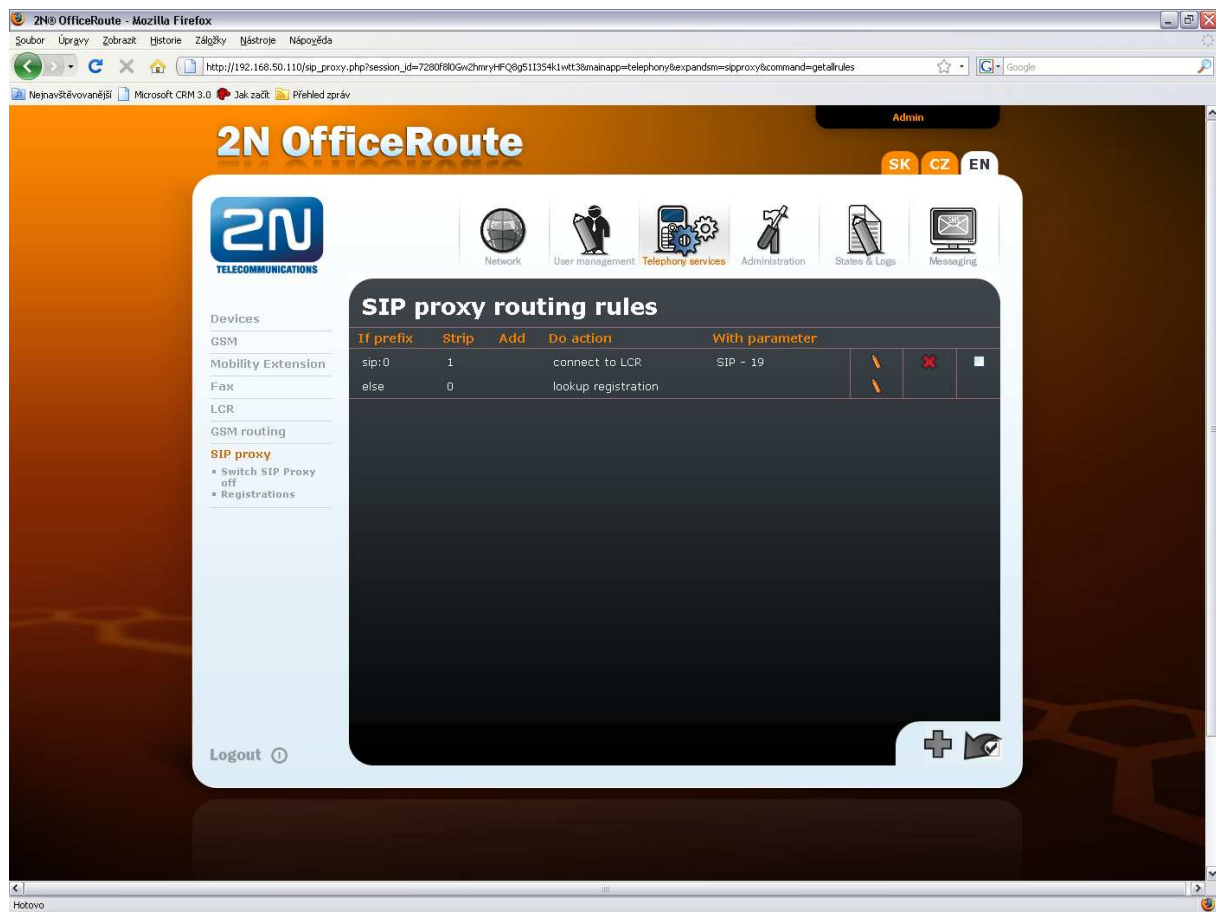 2N® OfficeRoute - Mozilla Firefox
Soubor Úpravy Zobrazit Historie Záložky Nástroje Nápověda
http://192.168.50.110/sip_proxy.php?session_id=7280f8l0Gw2hmryHFQ8g51I354k1wtt3&mainapp=telephony&expandsm=sipproxy&command=getallrules
Google
Nejnavštěvovanější Microsoft CRM 3.0 Jak začít Přehled zpráv
Admin
2N OfficeRoute
SK CZ EN
2N
TELECOMMUNICATIONS
Network User management Telephony services Administration States & Logs Messaging
SIP proxy routing rules
If prefix Strip Add Do action With parameter
sip:0 1 connect to LCR SIP - 19
else 0 lookup registration
Devices
GSM
Mobility Extension
Fax
LCR
GSM routing
SIP proxy
Switch SIP Proxy
off
Registrations
Logout
Hotovo